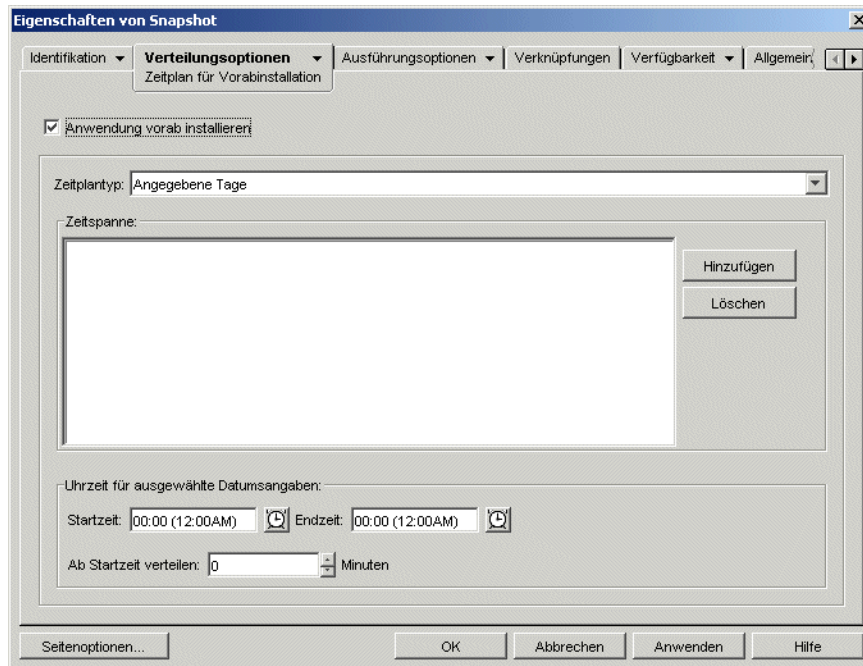 Eigenschaften von Snapshot
Identifikation Verteilungsoptionen Ausführungsoptionen Verknüpfungen Verfügbarkeit Allgemein
Zeitplan für Vorabinstallation
Anwendung vorab installieren
Zeitplantyp: Angegebene Tage
Zeitspanne:
Hinzufügen
Löschen
Uhrzeit für ausgewählte Datumsangaben:
Startzeit: 00:00 (12:00AM) Endzeit: 00:00 (12:00AM)
Ab Startzeit verteilen: 0 Minuten
Seitenoptionen... OK Abbrechen Anwenden Hilfe